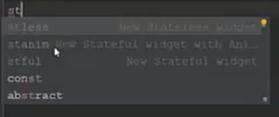 st
stless New Stateless widget
stanim New Stateful widget with Ani...
stful New Stateful widget
const
abstract